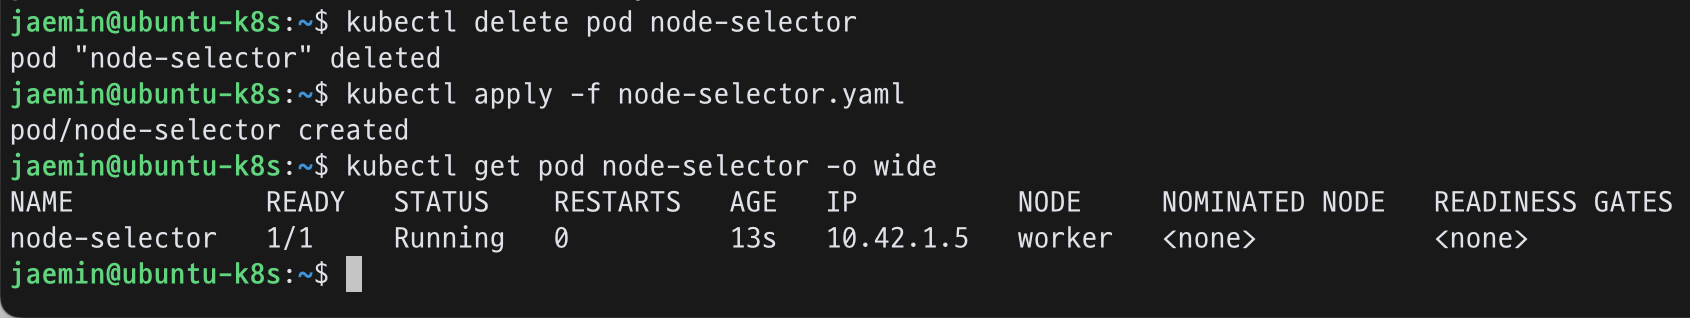 jaemin@ubuntu-k8s:~$ kubectl delete pod node-selector
pod "node-selector" deleted
jaemin@ubuntu-k8s:~$ kubectl apply -f node-selector.yaml
pod/node-selector created
jaemin@ubuntu-k8s:~$ kubectl get pod node-selector -o wide
NAME            READY   STATUS    RESTARTS   AGE   IP          NODE     NOMINATED NODE   READINESS GATES
node-selector   1/1     Running   0          13s   10.42.1.5   worker   <none>           <none>
jaemin@ubuntu-k8s:~$